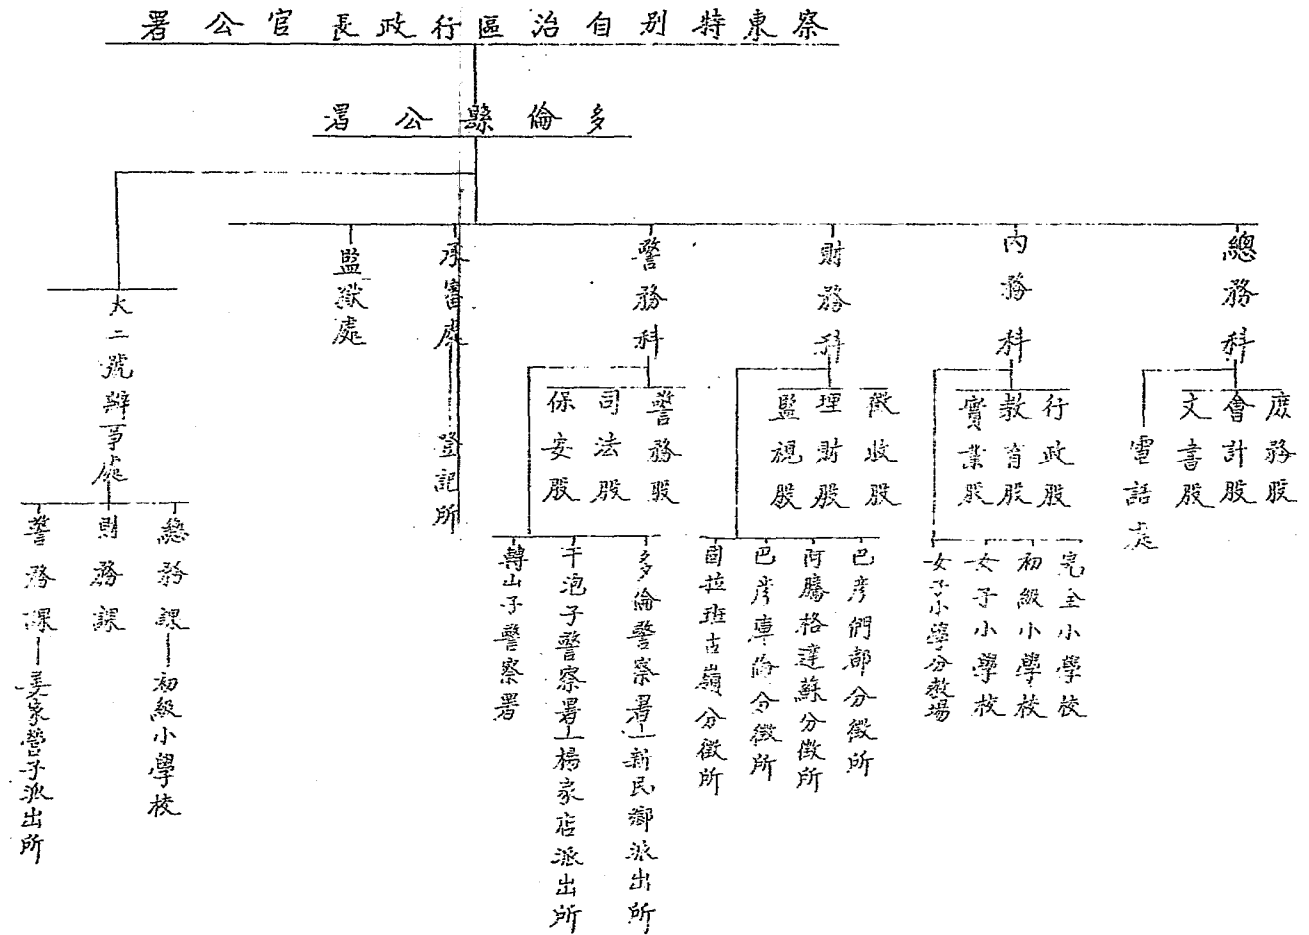 察東特別自治區行政長官公署
多倫縣公署
總務科
庶務股
會計股
文書股
電話處
內務科
行政股
教育股
實業股
完全小學校
初級小學校
女子小學校
女子小學分教場
財務科
徵收股
理財股
監視股
巴彥們都分徵所
阿騰格達蘇分徵所
巴彥庫倫分徵所
固拉班古嶺分徵所
警務科
警務股
司法股
保安股
多倫警察署—新民鄉派出所
干泡子警察署—楊家店派出所
轉山子警察署
承審處—登記所
監獄處
大二號辦事處
總務課—初級小學校
財務課
警務課—姜家營子派出所